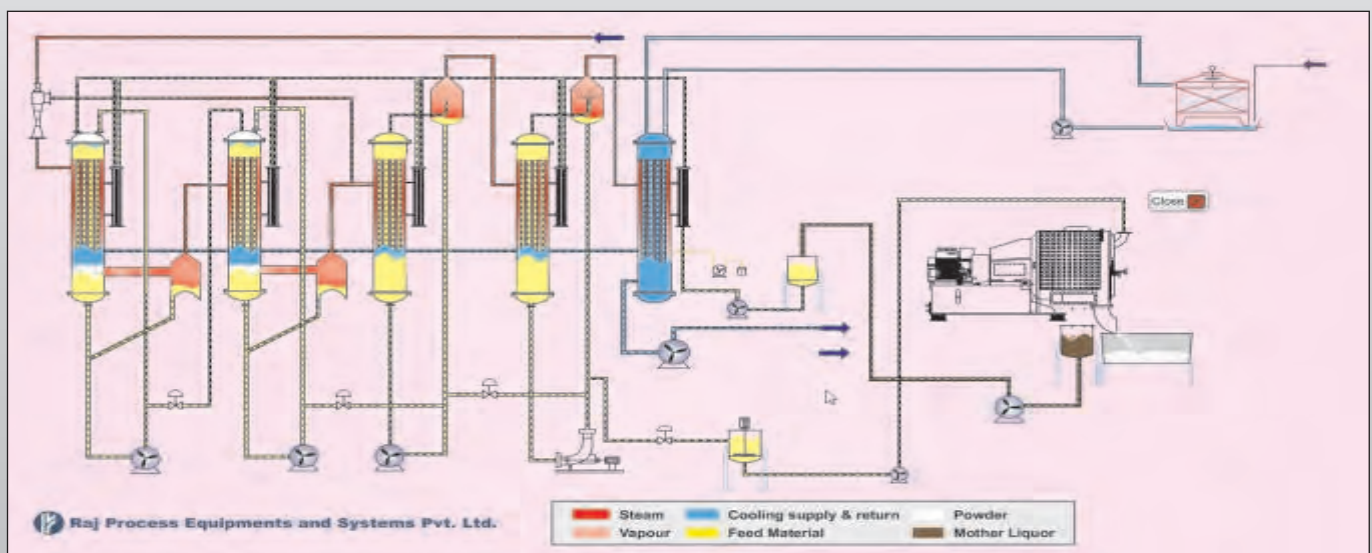 Close
Raj Process Equipments and Systems Pvt. Ltd.
Steam Cooling supply & return Powder
Vapour Feed Material Mother Liquor